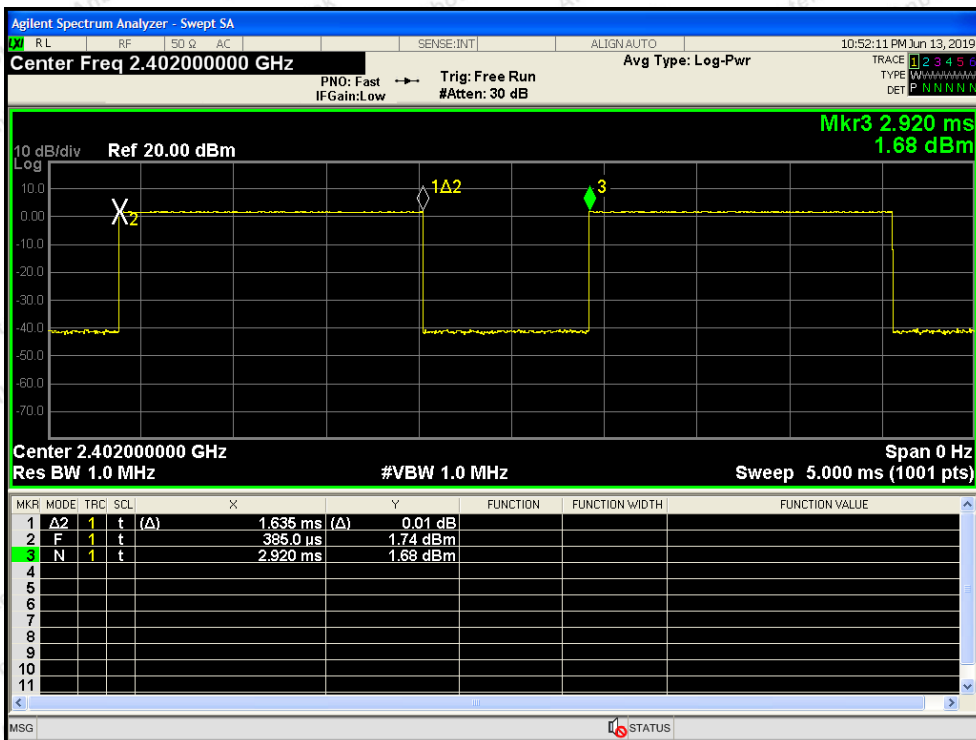 Agilent Spectrum Analyzer - Swept SA
LXI RL RF 50 Ω AC SENSE:INT ALIGN AUTO 10:52:11 PM Jun 13, 2019
Center Freq 2.402000000 GHz
Avg Type: Log-Pwr
TRACE 1 2 3 4 5 6
PNO: Fast
Trig: Free Run
TYPE WWWWWW
IFGain:Low
#Atten: 30 dB
DET P N N N N N
Mkr3 2.920 ms
1.68 dBm
10 dB/div Ref 20.00 dBm
Log
1Δ2
3
2
10.0
0.00
-10.0
-20.0
-30.0
-40.0
-50.0
-60.0
-70.0
Center 2.402000000 GHz Span 0 Hz
Res BW 1.0 MHz #VBW 1.0 MHz Sweep 5.000 ms (1001 pts)
MKR MODE TRC SCL X Y FUNCTION FUNCTION WIDTH FUNCTION VALUE
1 Δ2 1 t (Δ) 1.635 ms (Δ) 0.01 dB
2 F 1 t 385.0 µs 1.74 dBm
3 N 1 t 2.920 ms 1.68 dBm
4
5
6
7
8
9
10
11
MSG STATUS